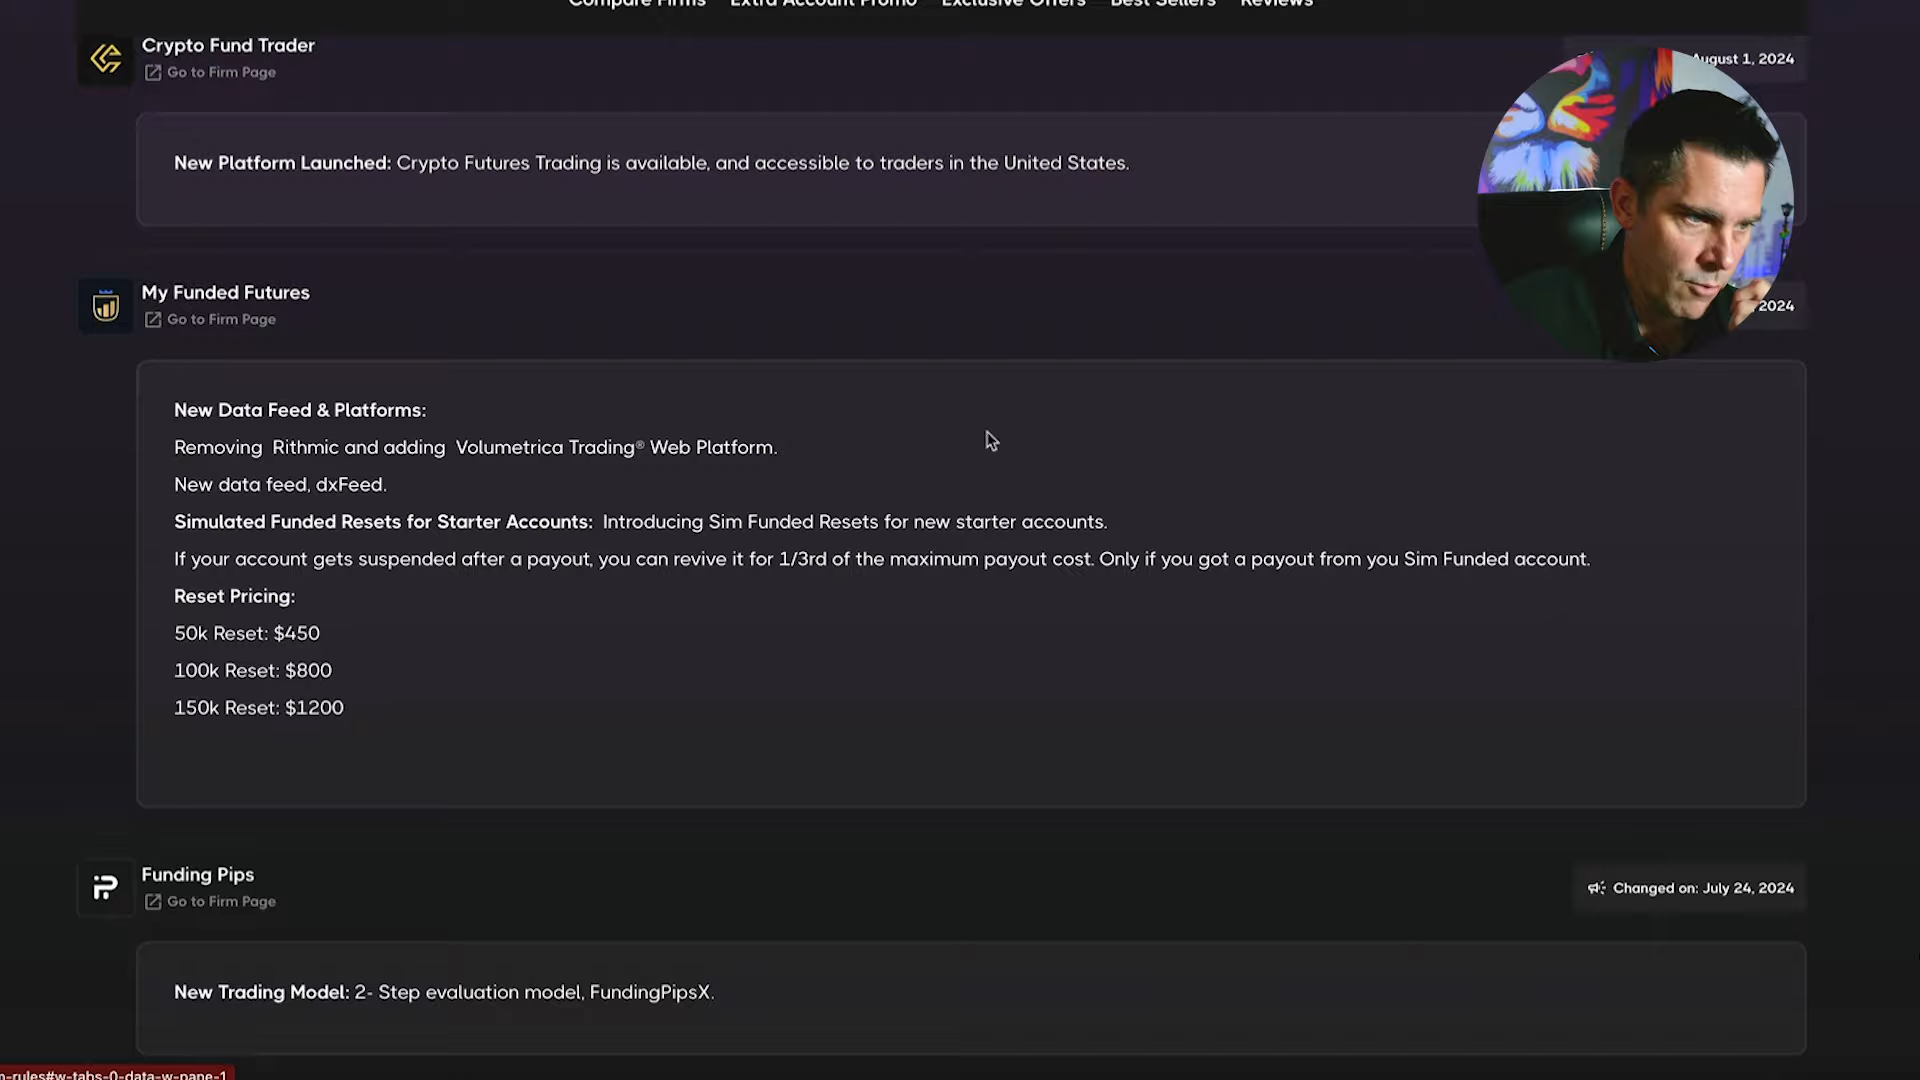 Compare Firms Extra Account Promo Exclusive Offers Best Sellers Reviews
Crypto Fund Trader
Go to Firm Page
August 1, 2024
New Platform Launched: Crypto Futures Trading is available, and accessible to traders in the United States.
My Funded Futures
Go to Firm Page
2024
New Data Feed & Platforms:
Removing Rithmic and adding Volumetrica Trading® Web Platform.
New data feed, dxFeed.
Simulated Funded Resets for Starter Accounts: Introducing Sim Funded Resets for new starter accounts.
If your account gets suspended after a payout, you can revive it for 1/3rd of the maximum payout cost. Only if you got a payout from you Sim Funded account.
Reset Pricing:
50k Reset: $450
100k Reset: $800
150k Reset: $1200
Funding Pips
Go to Firm Page
Changed on: July 24, 2024
New Trading Model: 2- Step evaluation model, FundingPipsX.
-rules#w-tabs-0-data-w-pane-1